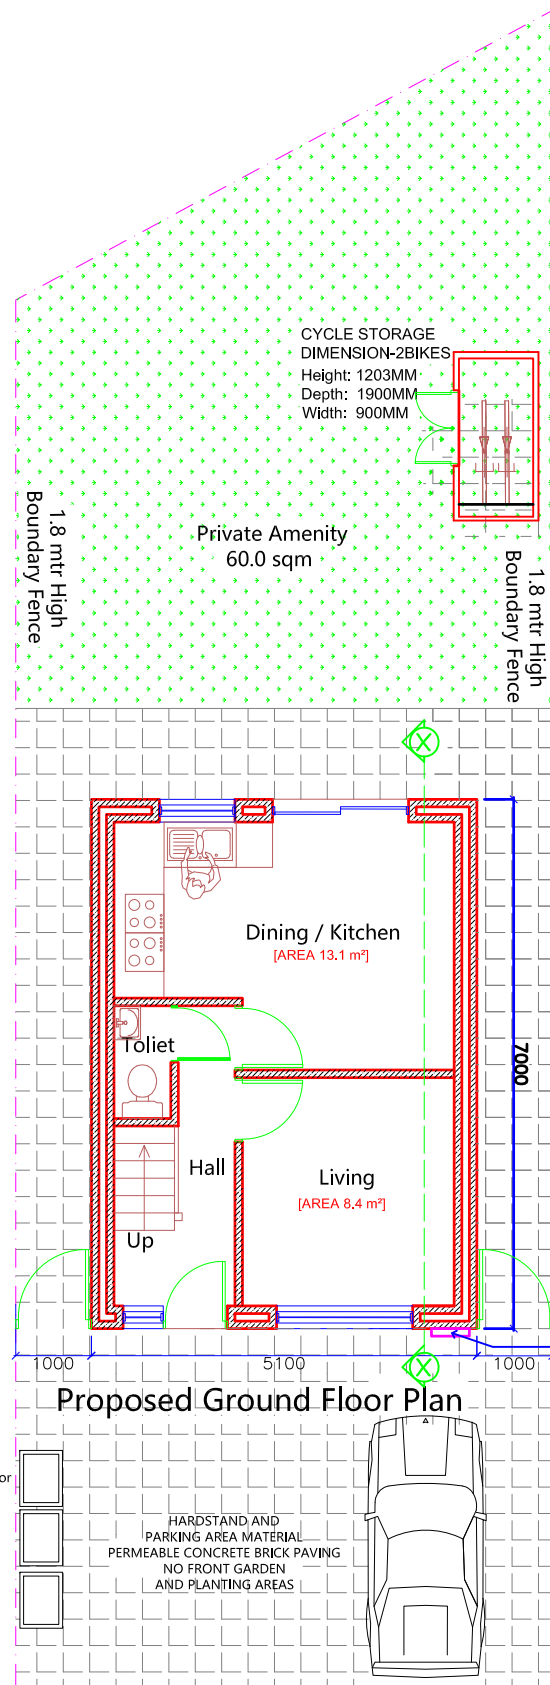 CYCLE STORAGE
DIMENSION-2BIKES
Height: 1203MM
Depth: 1900MM
Width: 900MM
1.8 mtr High
Boundary Fence
Private Amenity
60.0 sqm
1.8 mtr High
Boundary Fence
X
Dining / Kitchen
[AREA 13.1 m²]
Toliet
7000
Hall
Living
[AREA 8.4 m²]
Up
1000
5100
1000
X
Proposed Ground Floor Plan
or
HARDSTAND AND
PARKING AREA MATERIAL
PERMEABLE CONCRETE BRICK PAVING
NO FRONT GARDEN
AND PLANTING AREAS